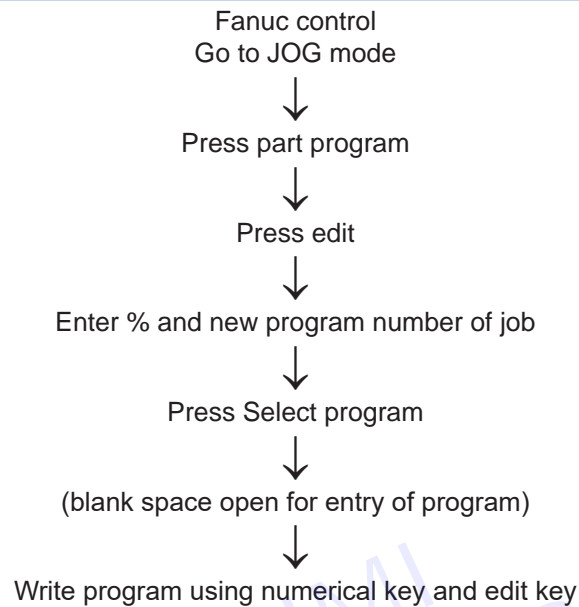 Fanuc control
Go to JOG mode
Press part program
Press edit
Enter % and new program number of job
Press Select program
(blank space open for entry of program)
Write program using numerical key and edit key